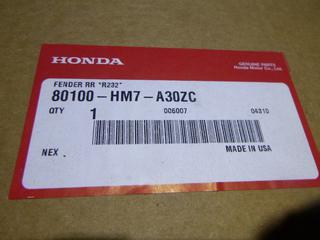 HONDA
GENUINE PARTS
Honda Motor Co., Ltd.
FENDER RR *R232*
80100-HM7-A30ZC
QTY 1 006007 04310
NEX . MADE IN USA